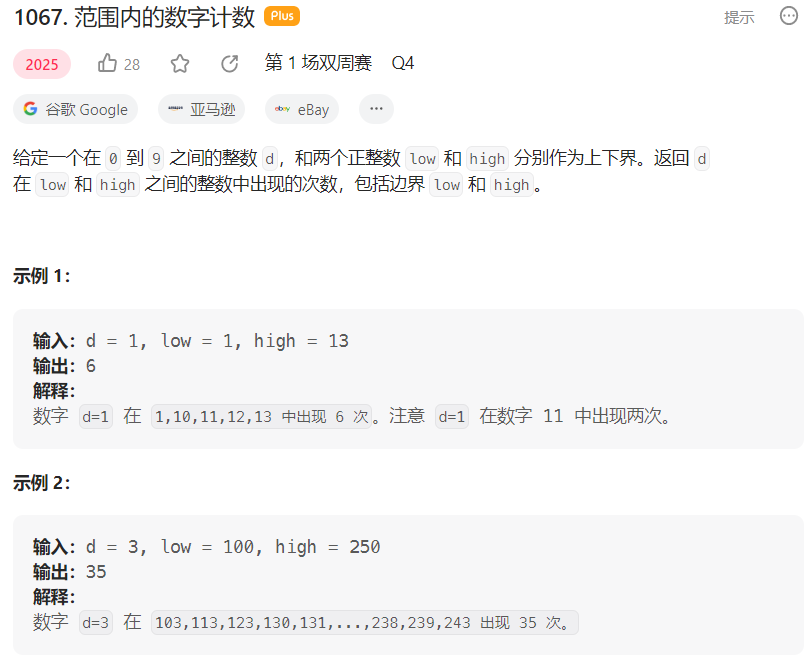 1067. 范围内的数字计数 Plus 提示
2025 28 第 1 场双周赛 Q4
谷歌 Google amazon 亚马逊 ebay eBay ...
给定一个在 0 到 9 之间的整数 d，和两个正整数 low 和 high 分别作为上下界。返回 d
在 low 和 high 之间的整数中出现的次数，包括边界 low 和 high。
示例 1：
输入：d = 1, low = 1, high = 13
输出：6
解释：
数字 d=1 在 1,10,11,12,13 中出现 6 次。注意 d=1 在数字 11 中出现两次。
示例 2：
输入：d = 3, low = 100, high = 250
输出：35
解释：
数字 d=3 在 103,113,123,130,131,...,238,239,243 出现 35 次。